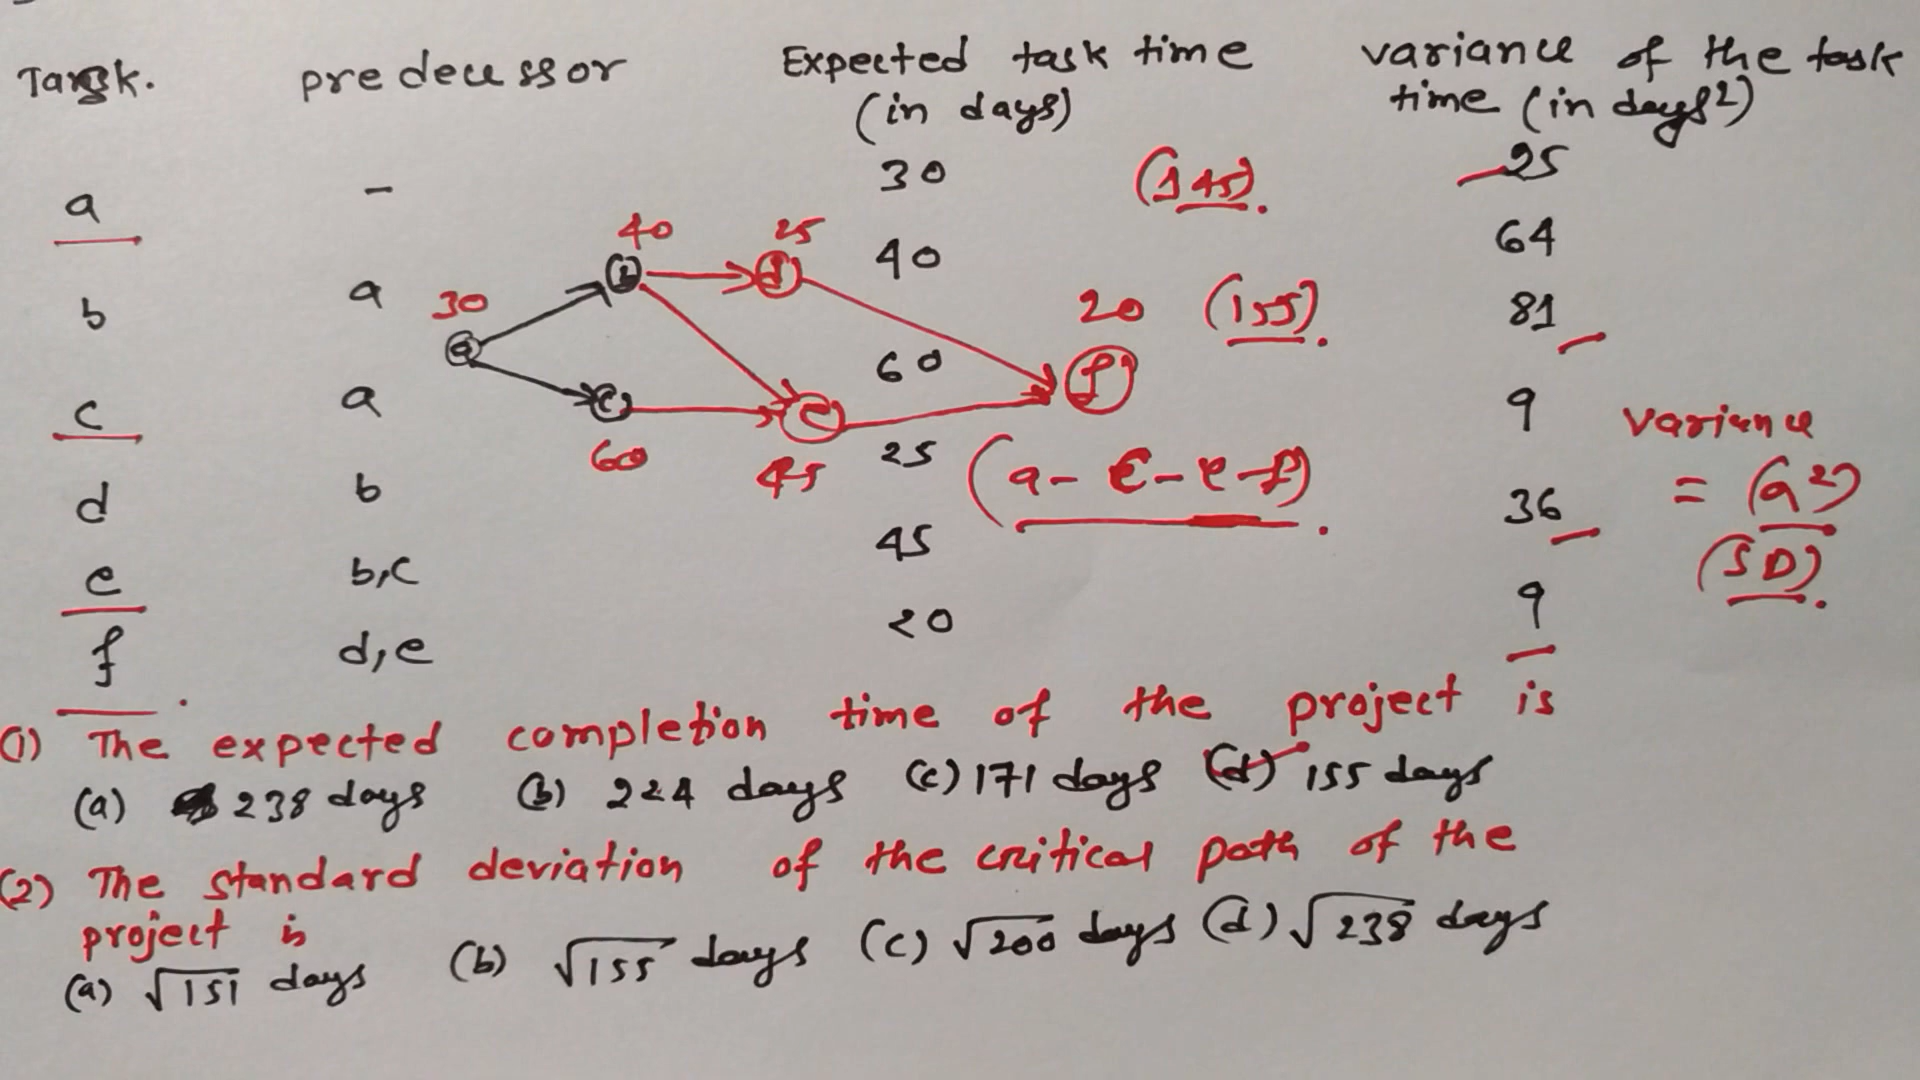 Task. predecessor Expected task time variance of the task
(in days) time (in days²)
a - 30 (145). 25
b a 40 64
c a 60 81
d b 25 9
e b,c 45 36
f d,e 20 9
40 25
b d
30 20 (155).
a f
c e
60 45
(a-c-e-f).
variance
= (σ²)
(SD).
(1) The expected completion time of the project is
(a) 238 days (b) 224 days (c) 171 days (d) 155 days
(2) The standard deviation of the critical path of the
project is
(a) √151 days (b) √155 days (c) √200 days (d) √238 days